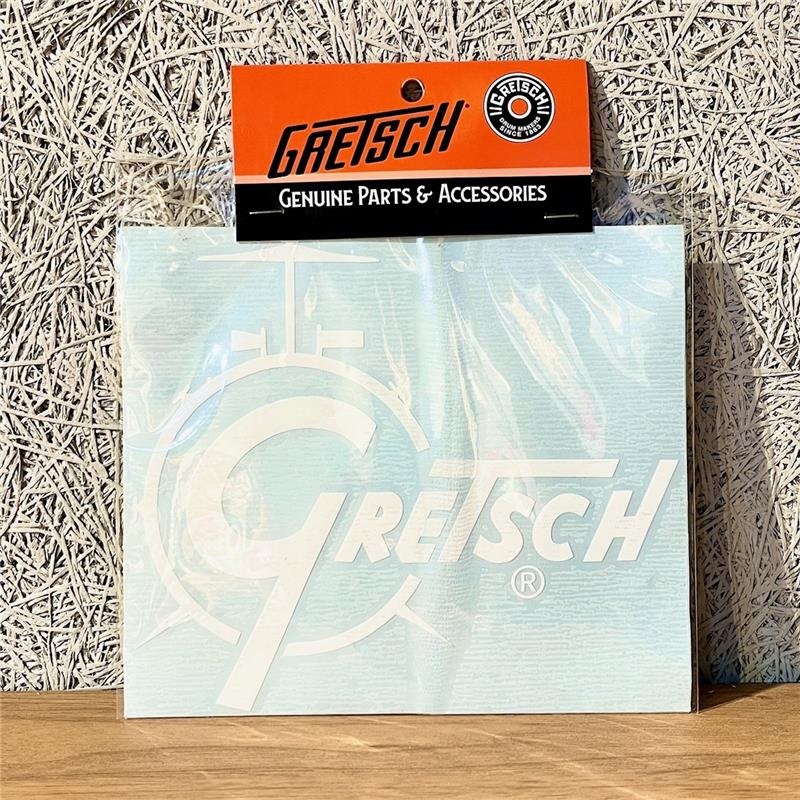 GRETSCH
GRETSCH
DRUM MAKERS
SINCE 1883
GENUINE PARTS & ACCESSORIES
GRETSCH
®